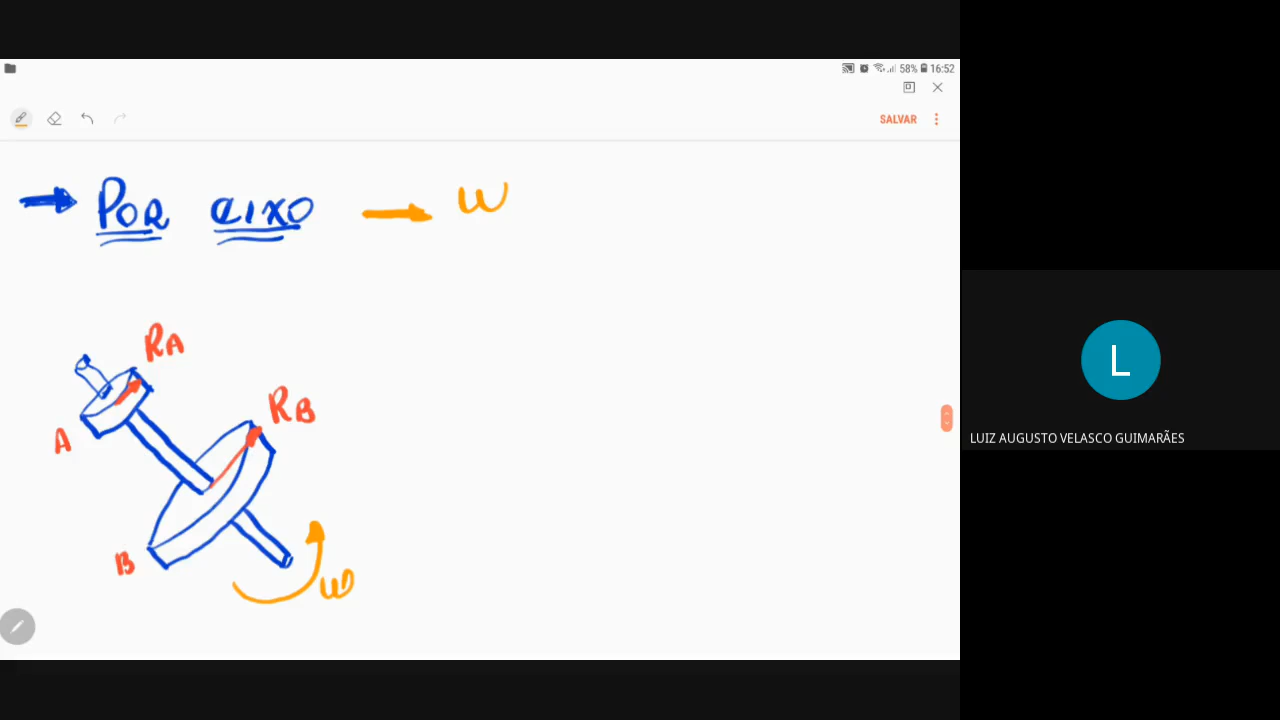 58% 16:52
SALVAR
→ POR EIXO → W
RA
RB
A
B
W
L
LUIZ AUGUSTO VELASCO GUIMARÃES